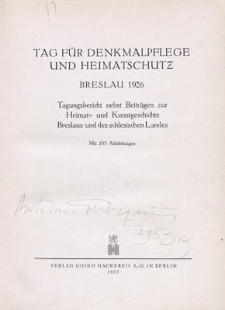 TAG FÜR DENKMALPFLEGE
UND HEIMATSCHUTZ
BRESLAU 1926
Tagungsbericht nebst Beiträgen zur
Heimat- und Kunstgeschichte
Breslaus und des schlesischen Landes
Mit 105 Abbildungen
VERLAG GUIDO HACKEBEIL A.-G. IN BERLIN
1927